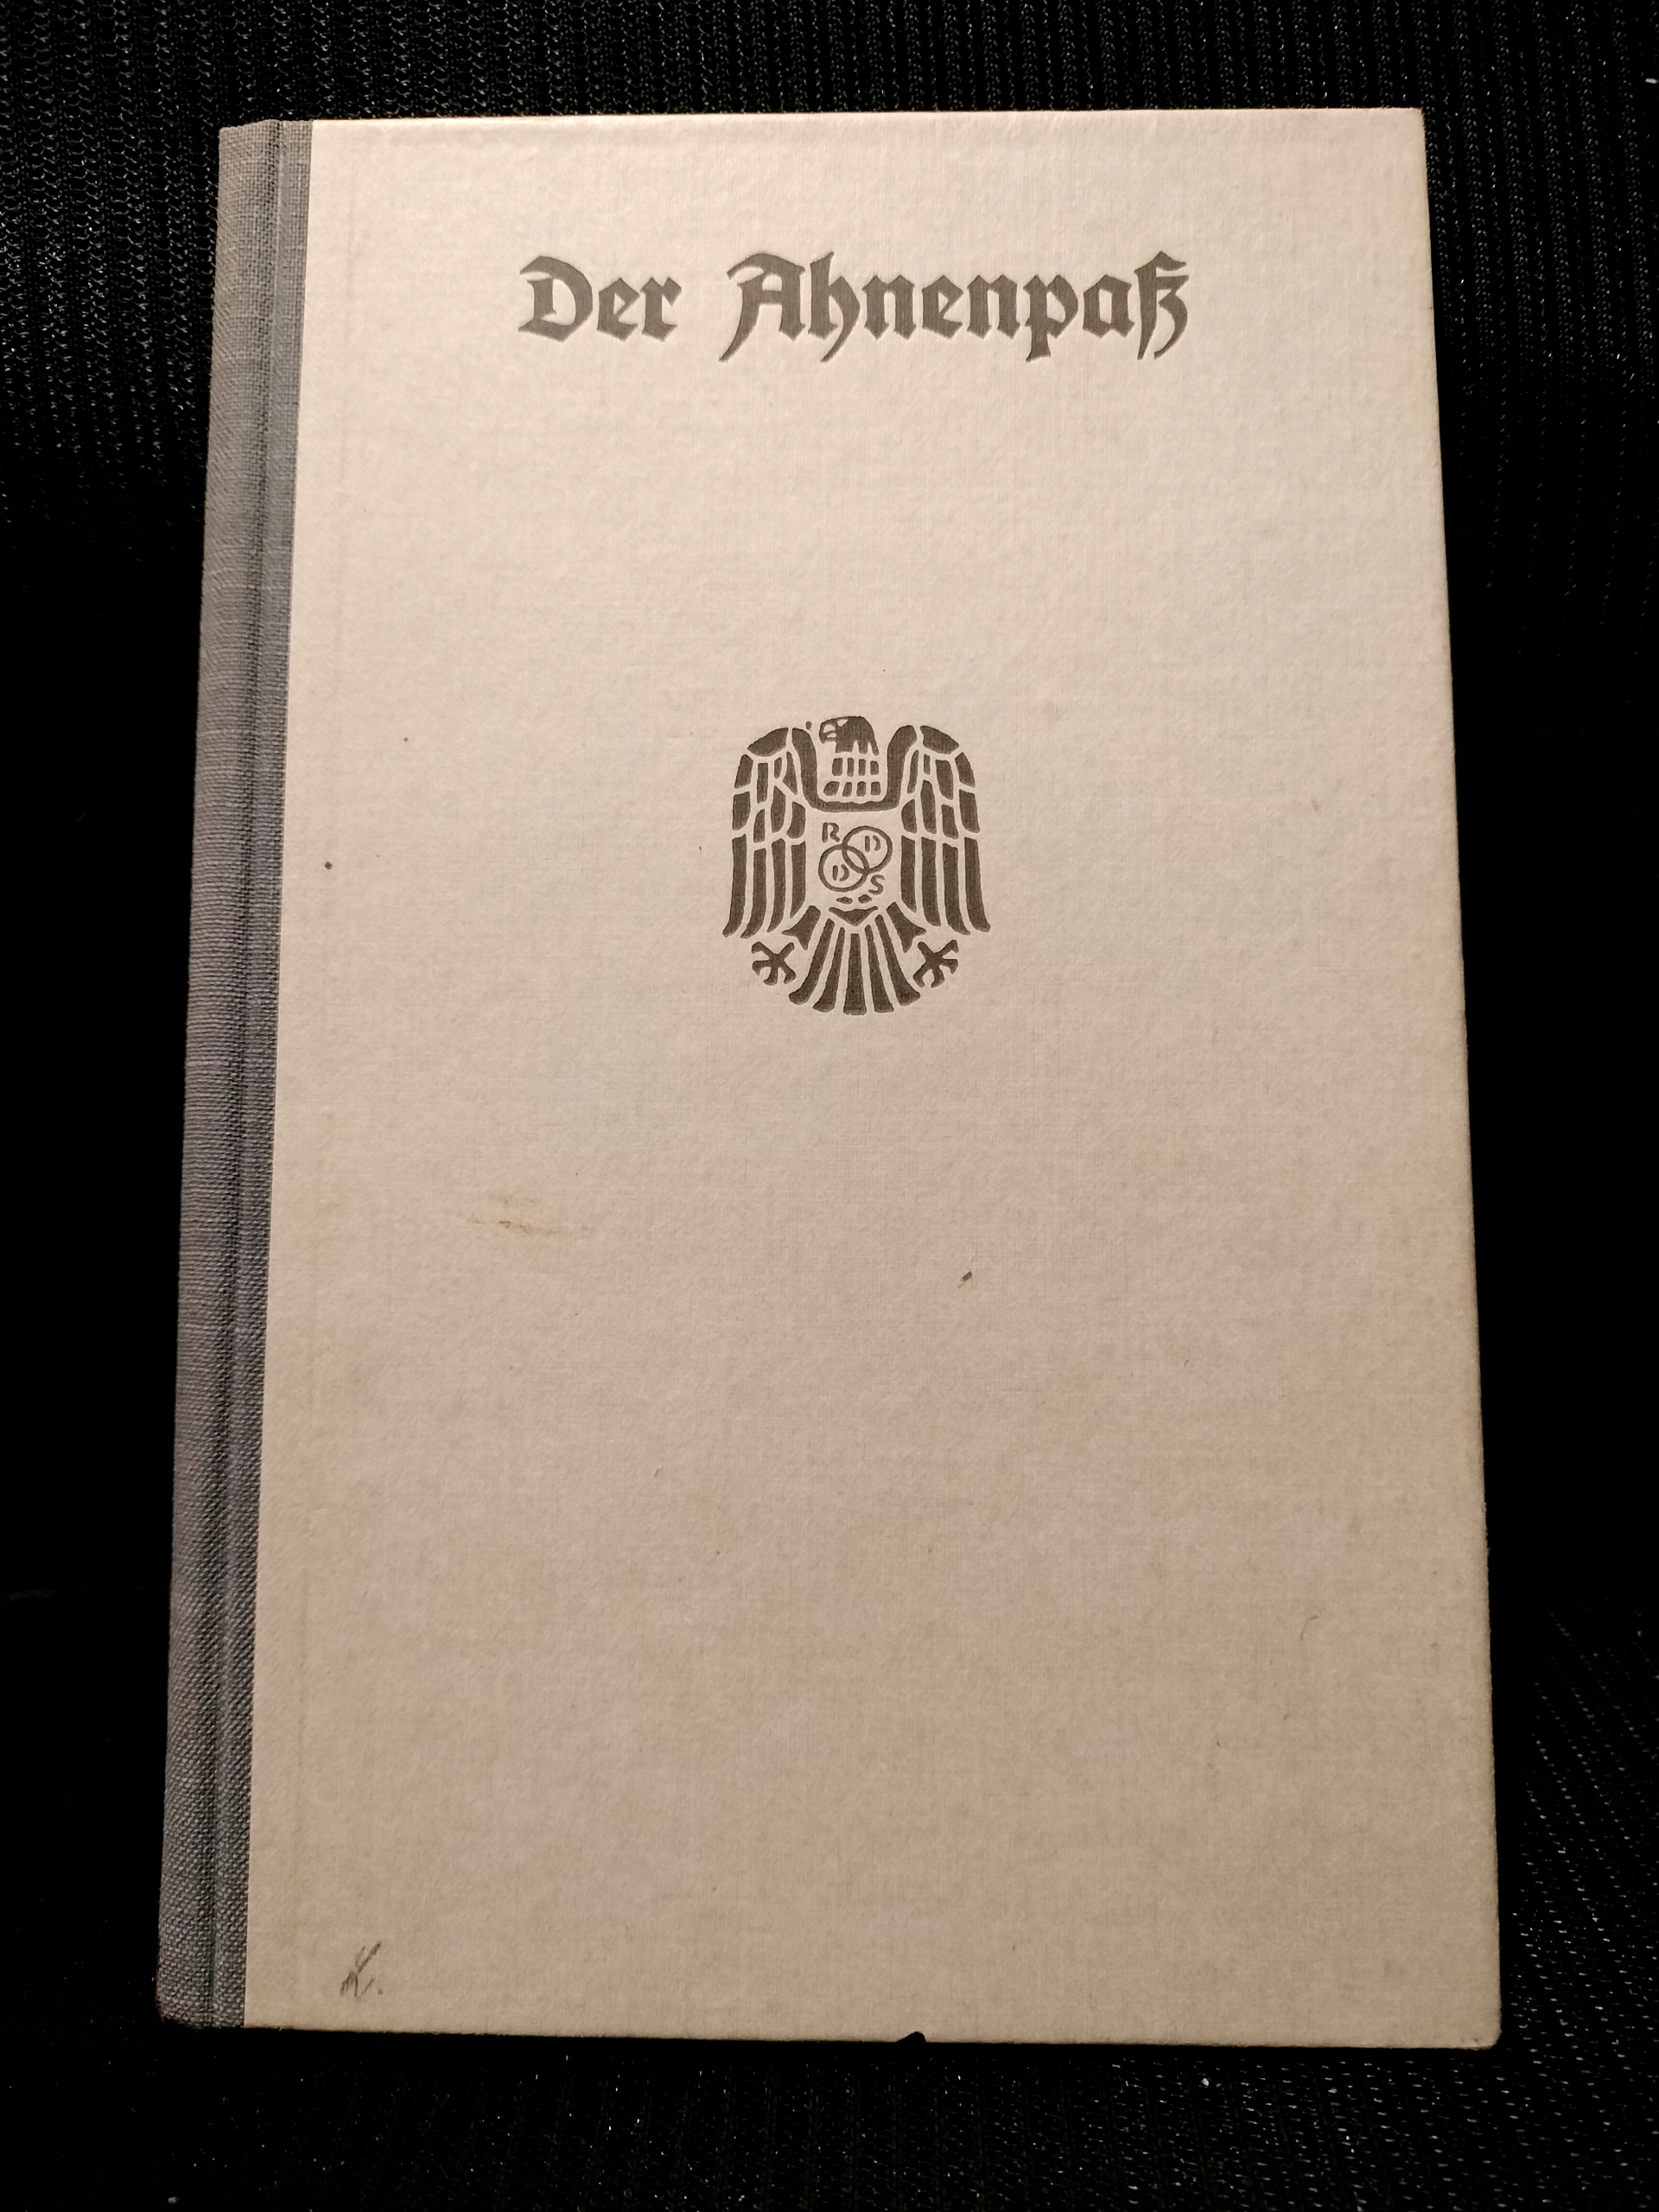 Der Ahnenpaß
R D
D S